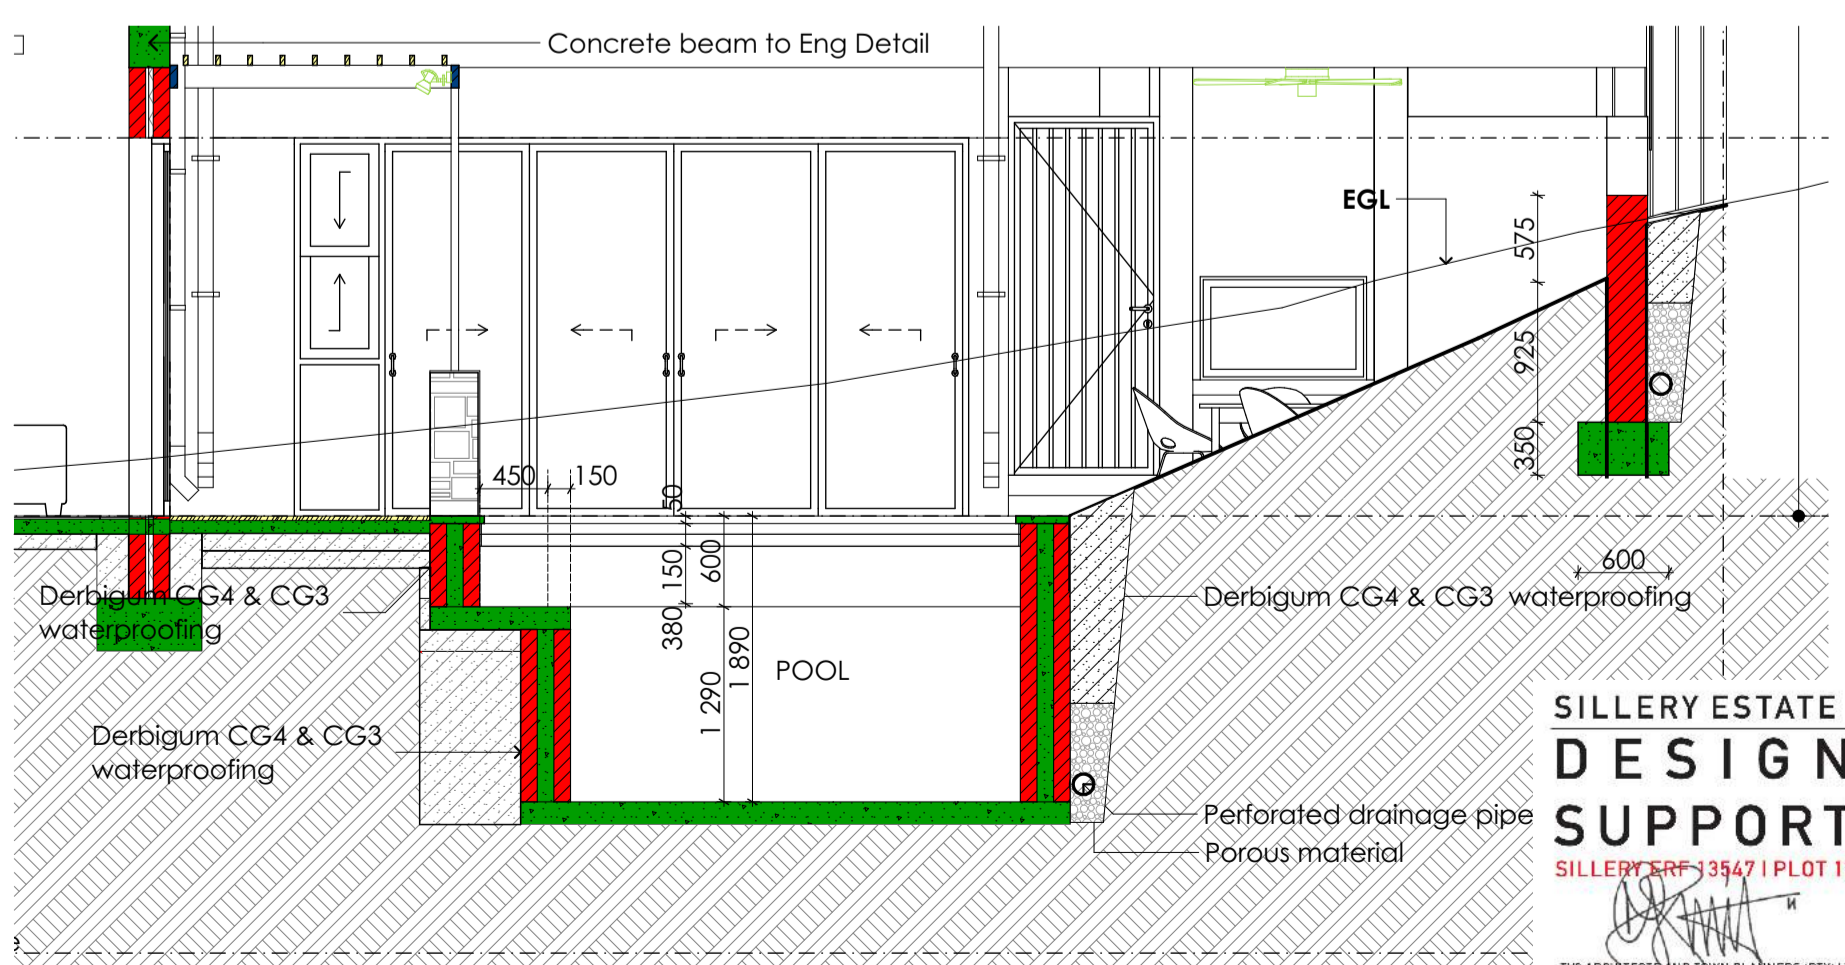 Concrete beam to Eng Detail
EGL
575
925
350
450
150
50
150
600
380
1 890
1 290
POOL
600
Derbigum CG4 & CG3
waterproofing
Derbigum CG4 & CG3 waterproofing
Derbigum CG4 & CG3
waterproofing
Perforated drainage pipe
Porous material
SILLERY ESTATE
DESIGN
SUPPORT
SILLERY ERF 13547 | PLOT 1